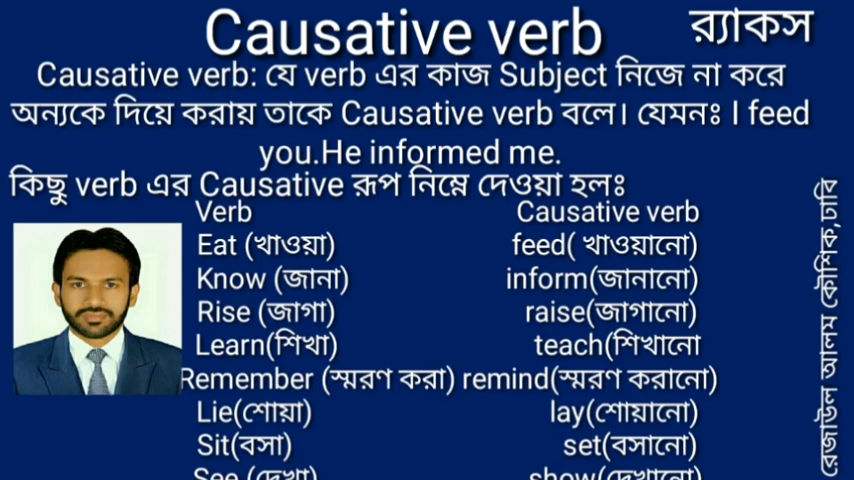 Causative verb
র‍্যাকস
Causative verb: যে verb এর কাজ Subject নিজে না করে
অন্যকে দিয়ে করায় তাকে Causative verb বলে। যেমনঃ I feed
you.He informed me.
কিছু verb এর Causative রূপ নিম্নে দেওয়া হলঃ
Verb Causative verb
Eat (খাওয়া) feed( খাওয়ানো)
Know (জানা) inform(জানানো)
Rise (জাগা) raise(জাগানো)
Learn(শিখা) teach(শিখানো
Remember (স্মরণ করা) remind(স্মরণ করানো)
Lie(শোয়া) lay(শোয়ানো)
Sit(বসা) set(বসানো)
See (দেখা) show(দেখানো)
রেজাউল আলম কৌশিক,ঢাবি